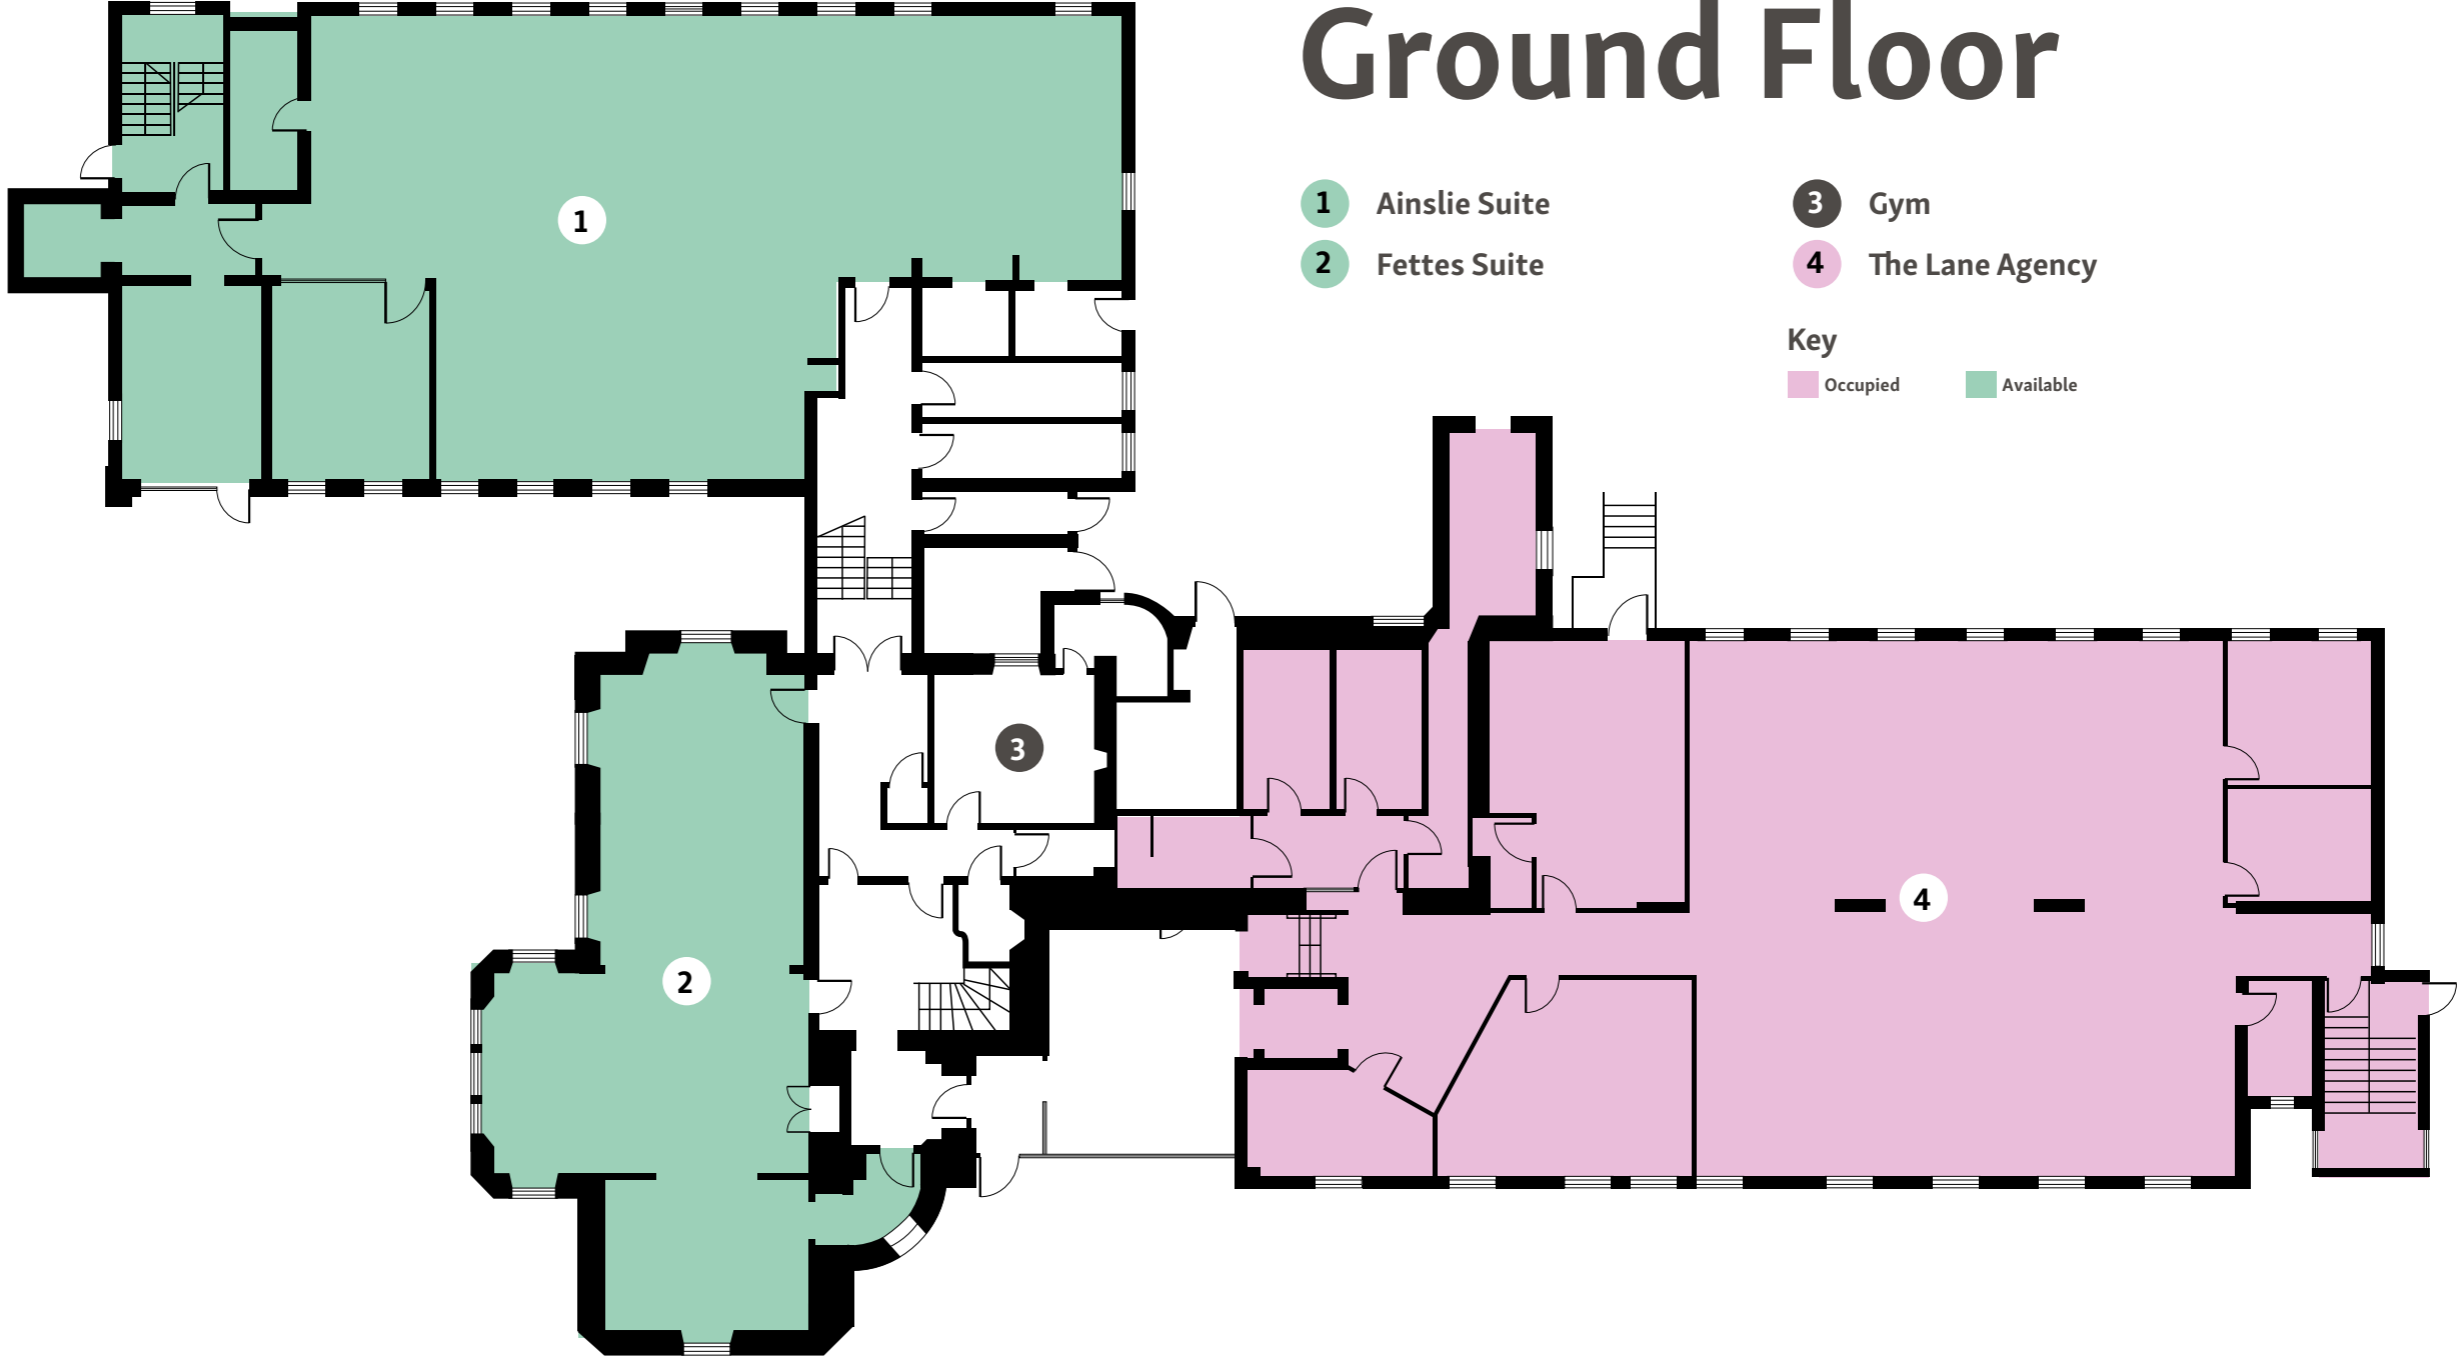 Ground Floor
1 Ainslie Suite
2 Fettes Suite
3 Gym
4 The Lane Agency
Key
Occupied
Available
1
3
4
2